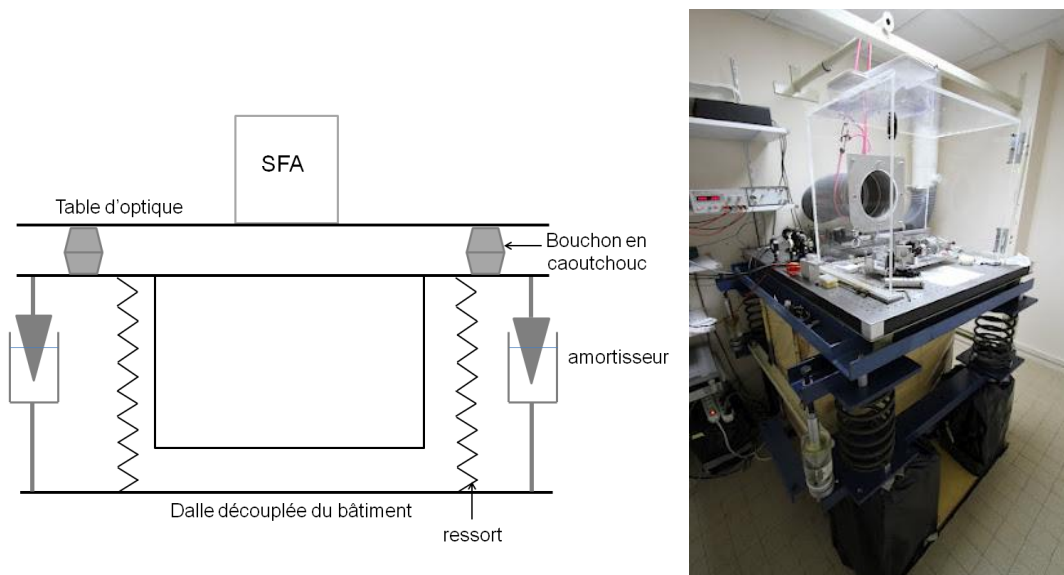 SFA
Table d'optique
Bouchon en
caoutchouc
amortisseur
Dalle découplée du bâtiment
ressort